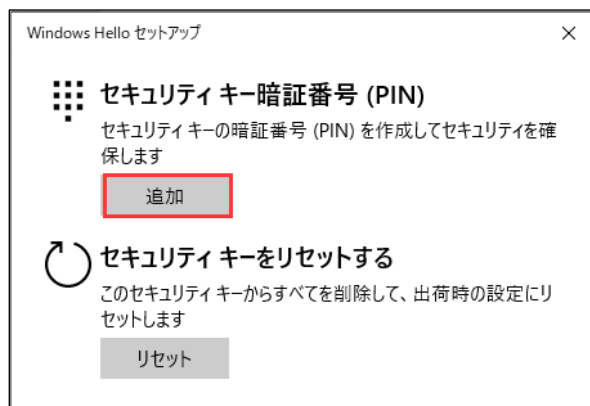 Windows Hello セットアップ
セキュリティ キー暗証番号 (PIN)
セキュリティ キーの暗証番号 (PIN) を作成してセキュリティを確
保します
追加
セキュリティ キーをリセットする
このセキュリティ キーからすべてを削除して、出荷時の設定にリ
セットします
リセット